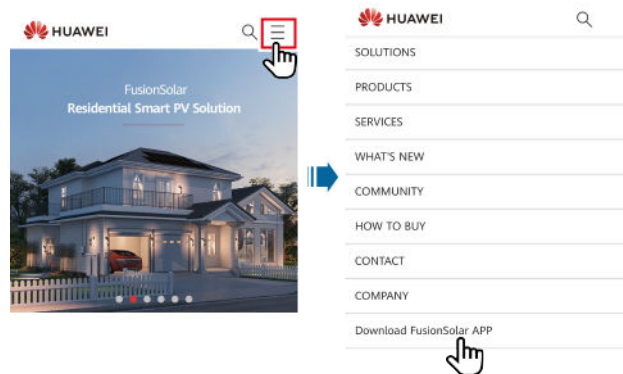 HUAWEI
FusionSolar
Residential Smart PV Solution
HUAWEI
SOLUTIONS
PRODUCTS
SERVICES
WHAT'S NEW
COMMUNITY
HOW TO BUY
CONTACT
COMPANY
Download FusionSolar APP